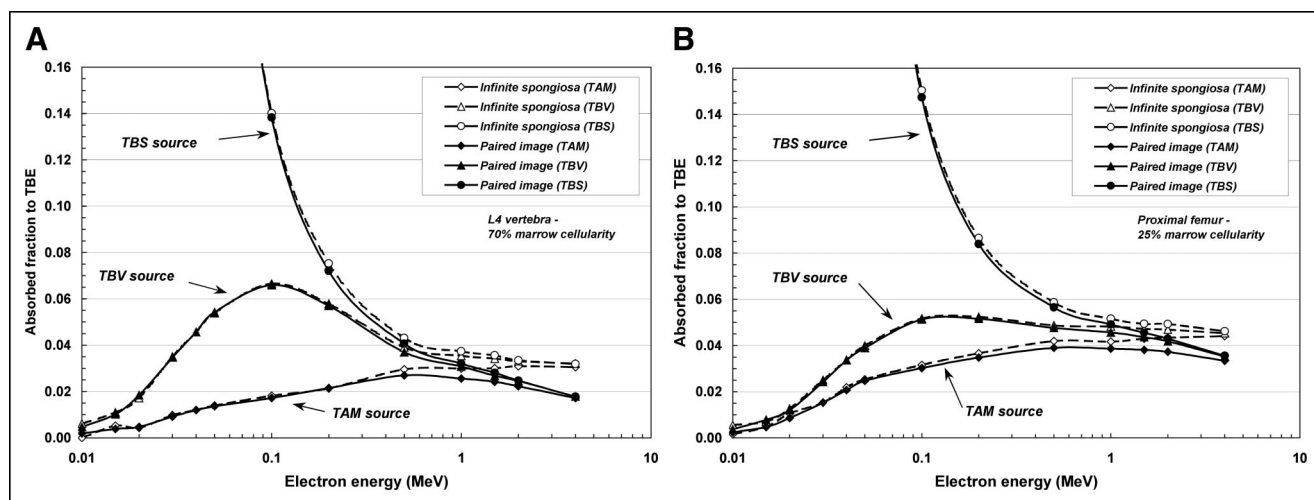 A
Absorbed fraction to TBE
0.16
0.14
0.12
0.10
0.08
0.06
0.04
0.02
0.00
0.01
0.1
1
10
Electron energy (MeV)
TBS source
TBV source
TAM source
Infinite spongiosa (TAM)
Infinite spongiosa (TBV)
Infinite spongiosa (TBS)
Paired image (TAM)
Paired image (TBV)
Paired image (TBS)
L4 vertebra -
70% marrow cellularity
B
Absorbed fraction to TBE
0.16
0.14
0.12
0.10
0.08
0.06
0.04
0.02
0.00
0.01
0.1
1
10
Electron energy (MeV)
TBS source
TBV source
TAM source
Infinite spongiosa (TAM)
Infinite spongiosa (TBV)
Infinite spongiosa (TBS)
Paired image (TAM)
Paired image (TBV)
Paired image (TBS)
Proximal femur -
25% marrow cellularity